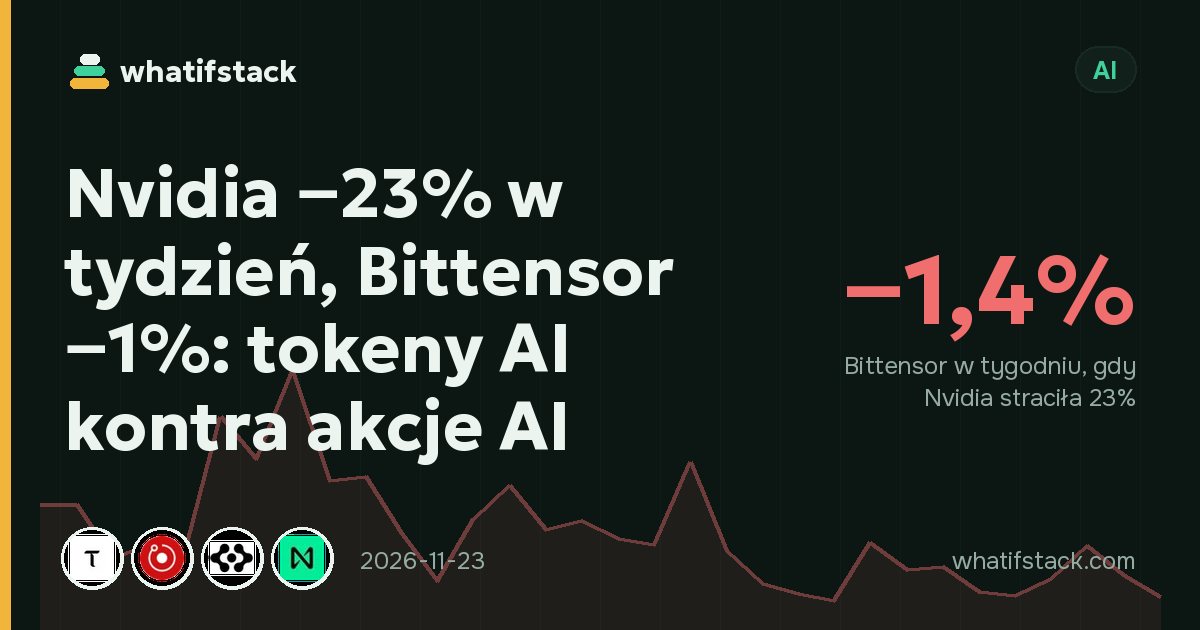 whatifstack
AI
Nvidia −23% w
tydzień, Bittensor
−1%: tokeny AI
kontra akcje AI
−1,4%
Bittensor w tygodniu, gdy
Nvidia straciła 23%
τ
2026-11-23
whatifstack.com